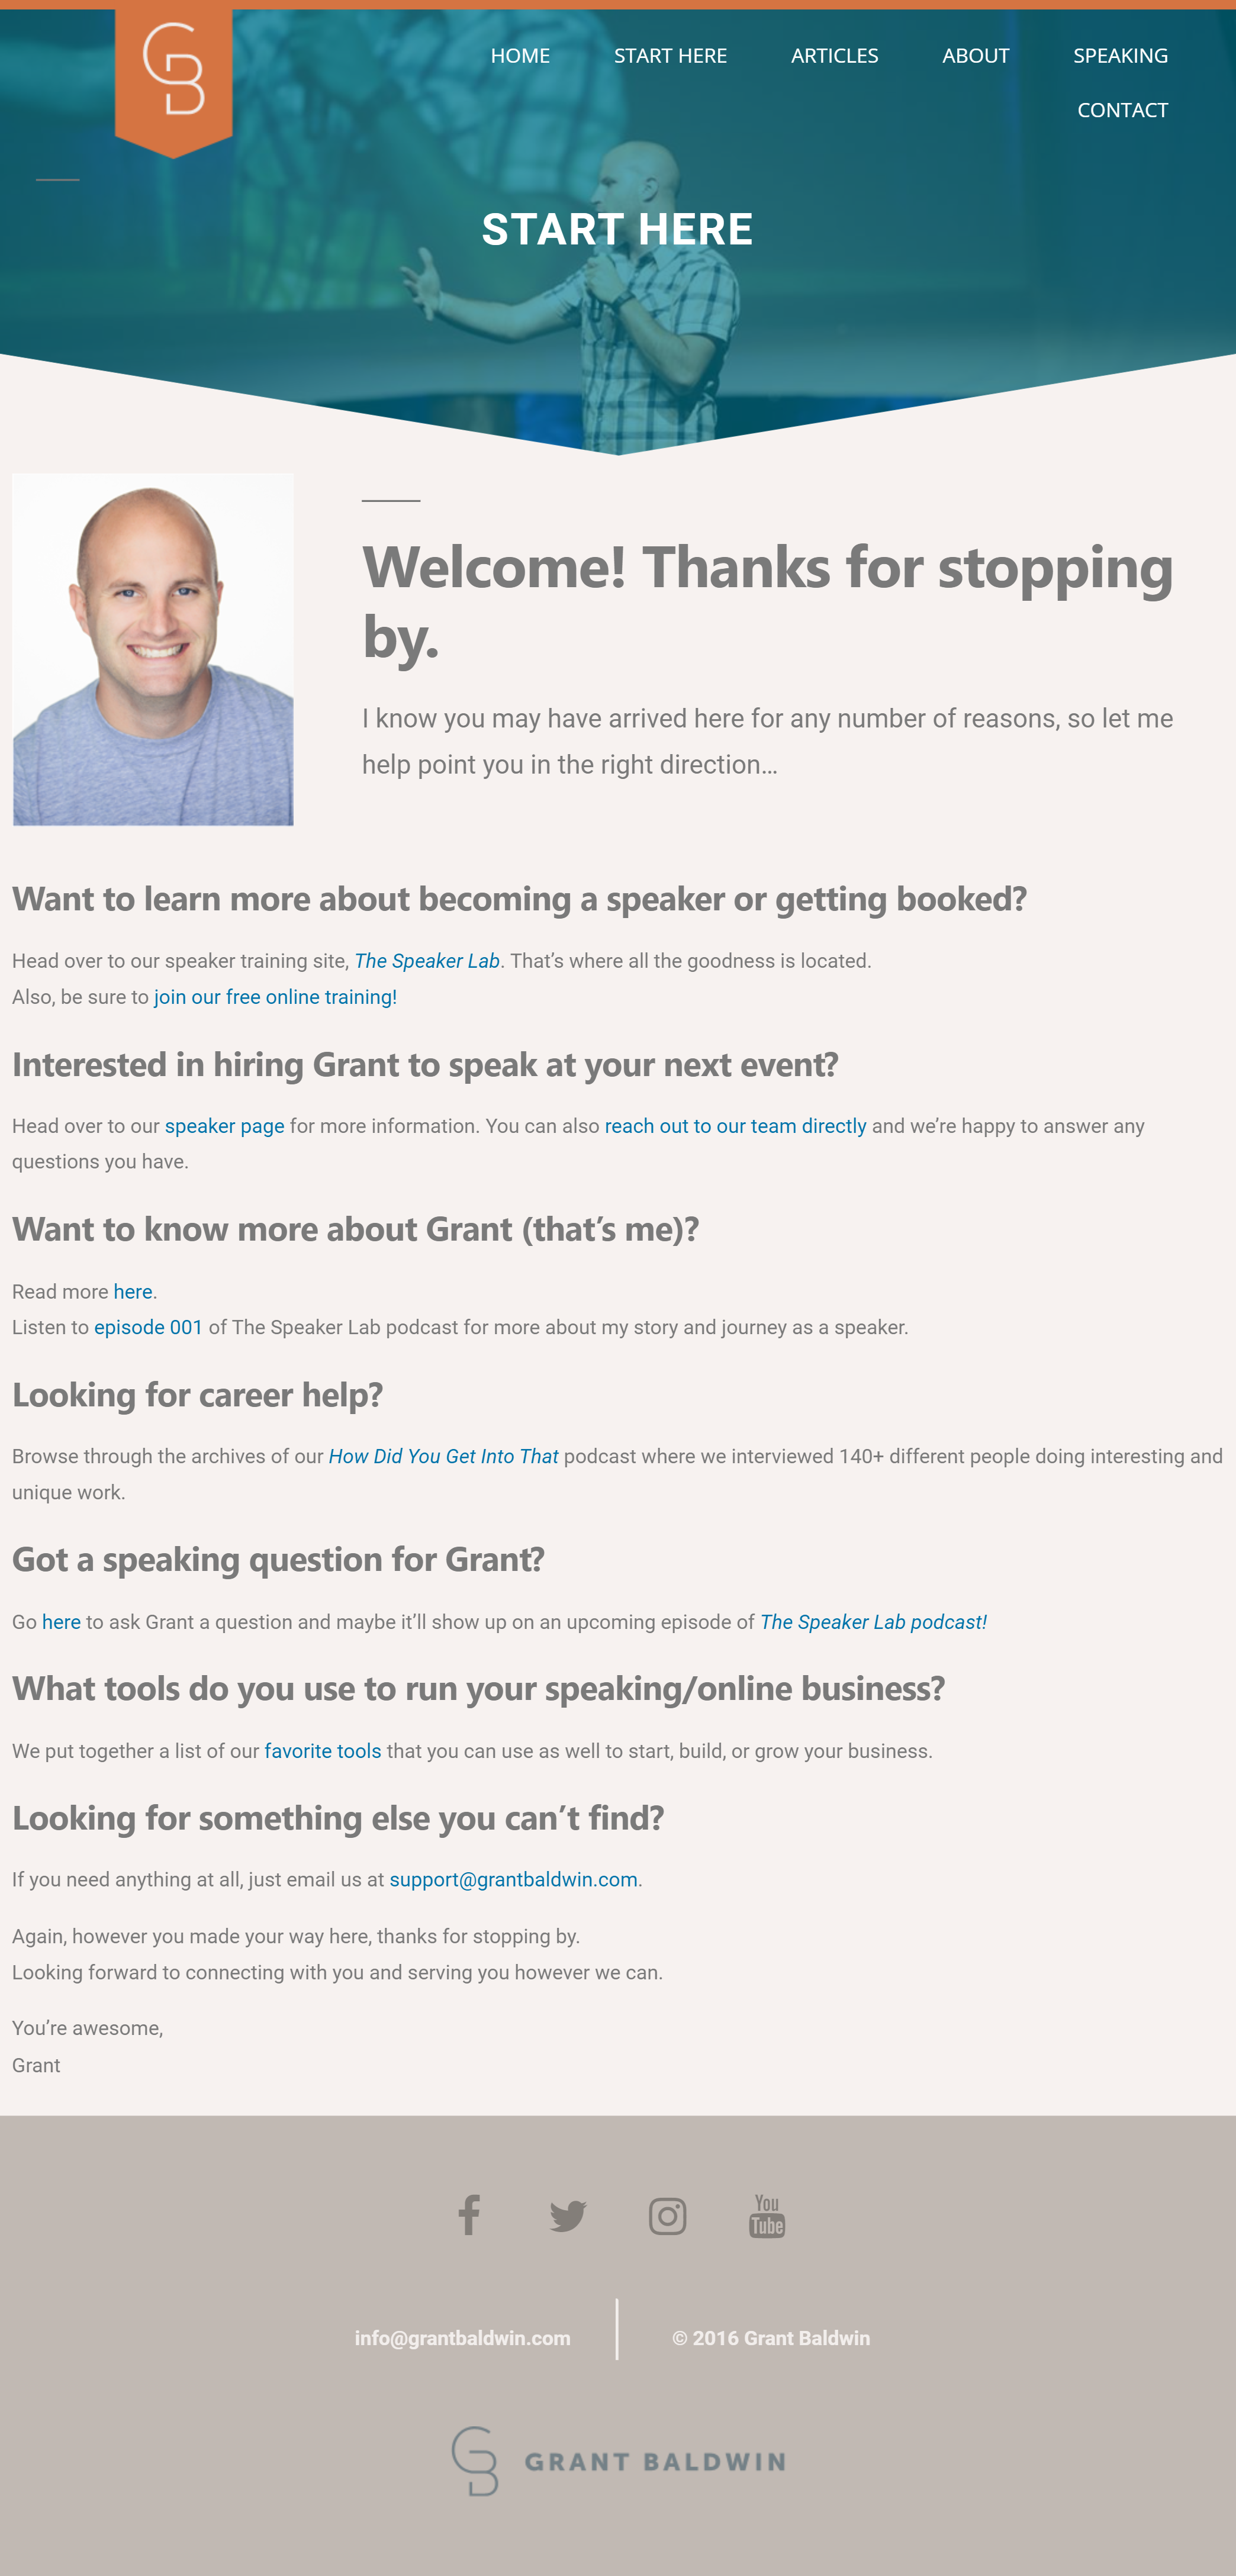 GB
HOME START HERE ARTICLES ABOUT SPEAKING
CONTACT
START HERE
Welcome! Thanks for stopping
by.
I know you may have arrived here for any number of reasons, so let me
help point you in the right direction…
Want to learn more about becoming a speaker or getting booked?
Head over to our speaker training site, The Speaker Lab. That’s where all the goodness is located.
Also, be sure to join our free online training!
Interested in hiring Grant to speak at your next event?
Head over to our speaker page for more information. You can also reach out to our team directly and we’re happy to answer any
questions you have.
Want to know more about Grant (that’s me)?
Read more here.
Listen to episode 001 of The Speaker Lab podcast for more about my story and journey as a speaker.
Looking for career help?
Browse through the archives of our How Did You Get Into That podcast where we interviewed 140+ different people doing interesting and
unique work.
Got a speaking question for Grant?
Go here to ask Grant a question and maybe it’ll show up on an upcoming episode of The Speaker Lab podcast!
What tools do you use to run your speaking/online business?
We put together a list of our favorite tools that you can use as well to start, build, or grow your business.
Looking for something else you can’t find?
If you need anything at all, just email us at support@grantbaldwin.com.
Again, however you made your way here, thanks for stopping by.
Looking forward to connecting with you and serving you however we can.
You’re awesome,
Grant
You
Tube
info@grantbaldwin.com © 2016 Grant Baldwin
GB GRANT BALDWIN